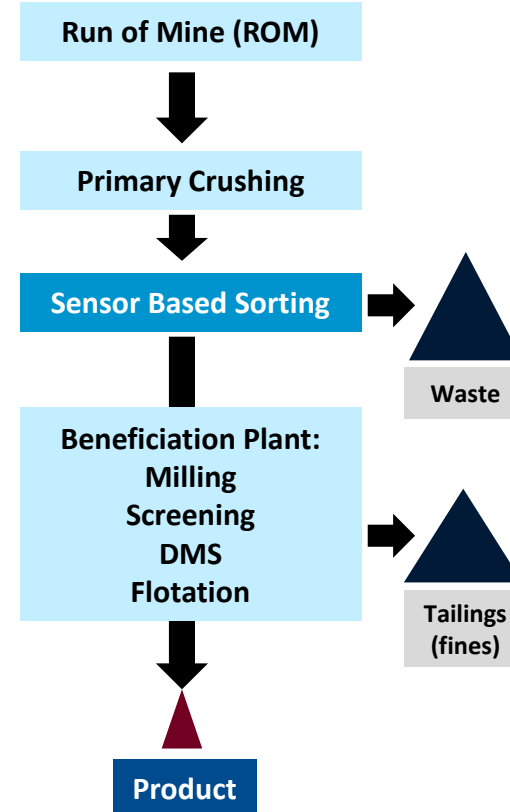 Run of Mine (ROM)
Primary Crushing
Sensor Based Sorting
Waste
Beneficiation Plant:
Milling
Screening
DMS
Flotation
Tailings
(fines)
Product